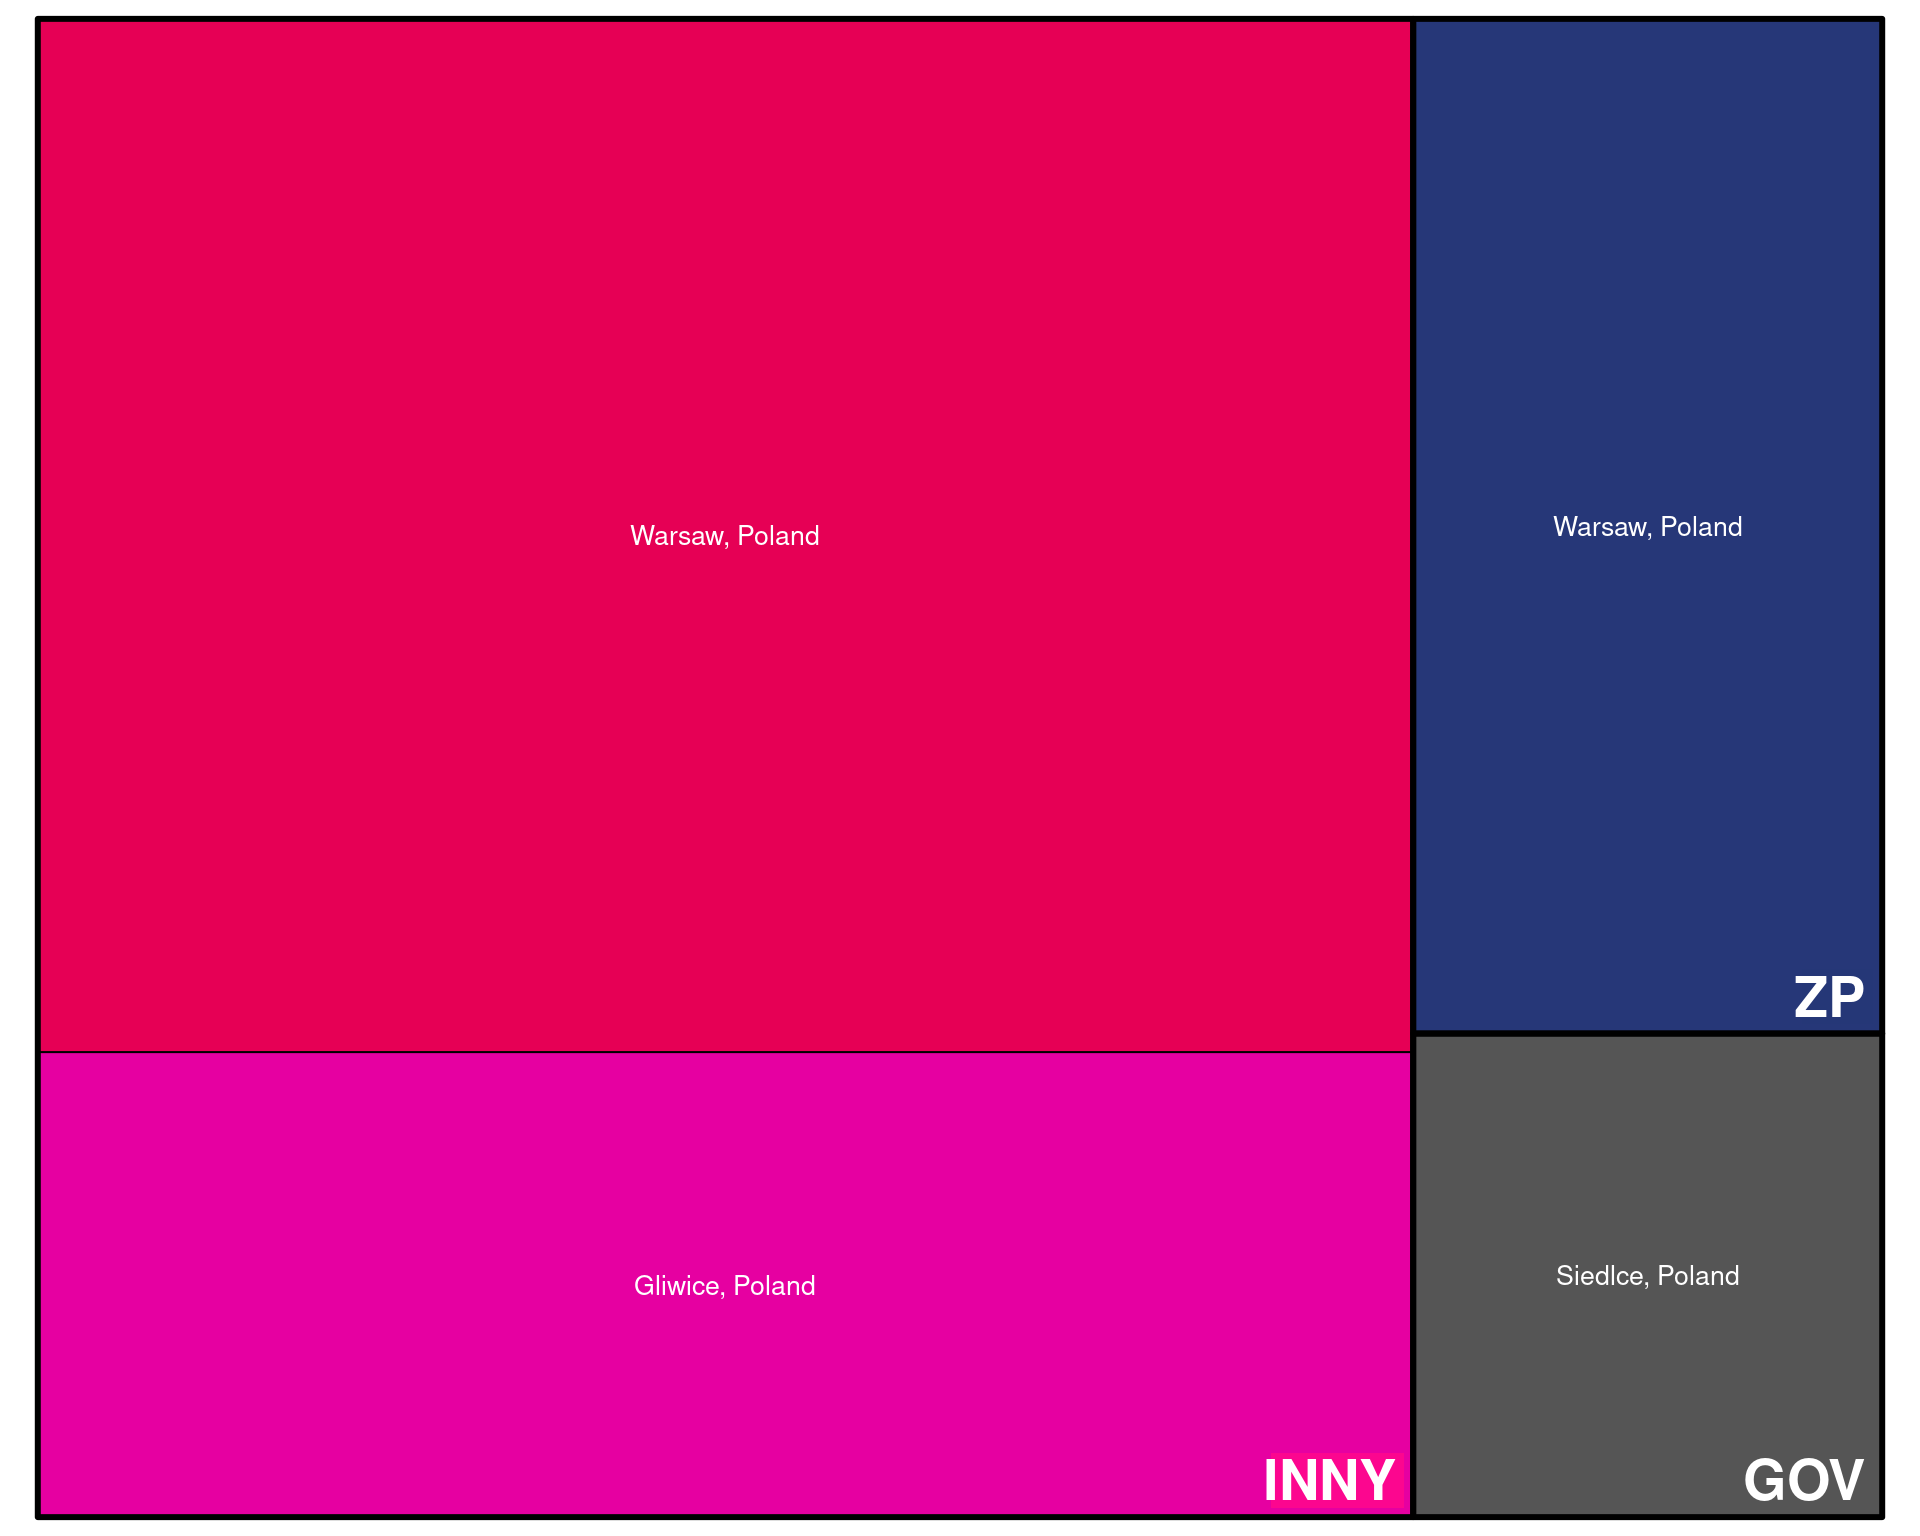 Warsaw, Poland
Gliwice, Poland
INNY
Warsaw, Poland
ZP
Siedlce, Poland
GOV